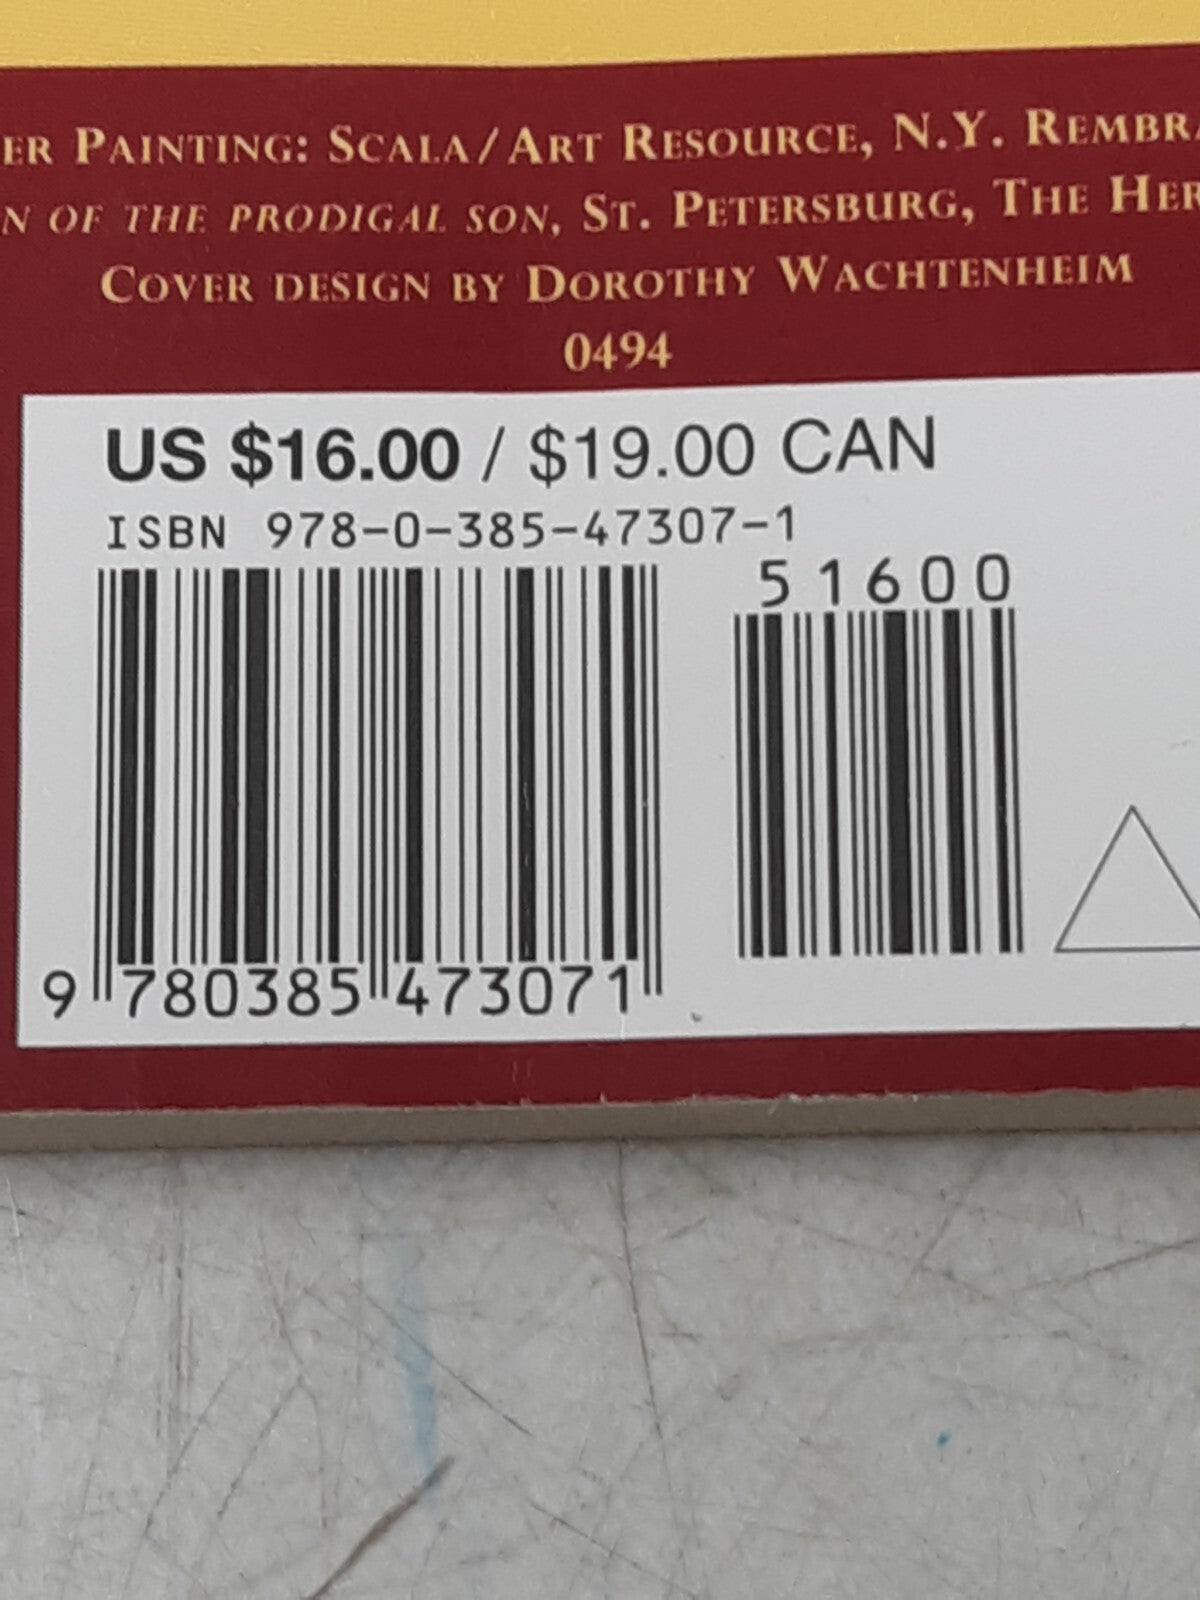 ER PAINTING: SCALA/ART RESOURCE, N.Y. REMBR
N OF THE PRODIGAL SON, ST. PETERSBURG, THE HER
COVER DESIGN BY DOROTHY WACHTENHEIM
0494
US $16.00 / $19.00 CAN
ISBN 978-0-385-47307-1
51600
9 780385 473071